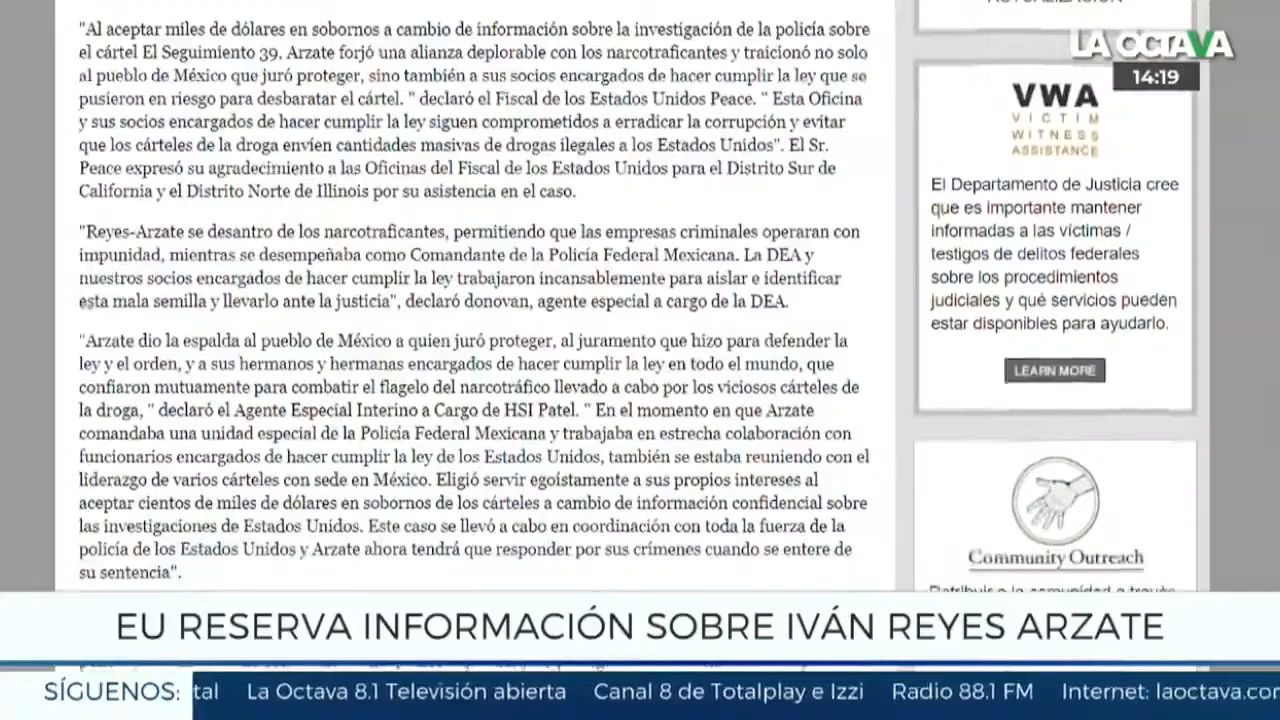 ACTUALIZACIÓN
LA OCTAVA
14:19
"Al aceptar miles de dólares en sobornos a cambio de información sobre la investigación de la policía sobre
el cártel El Seguimiento 39, Arzate forjó una alianza deplorable con los narcotraficantes y traicionó no solo
al pueblo de México que juró proteger, sino también a sus socios encargados de hacer cumplir la ley que se
pusieron en riesgo para desbaratar el cártel. " declaró el Fiscal de los Estados Unidos Peace. " Esta Oficina
y sus socios encargados de hacer cumplir la ley siguen comprometidos a erradicar la corrupción y evitar
que los cárteles de la droga envíen cantidades masivas de drogas ilegales a los Estados Unidos". El Sr.
Peace expresó su agradecimiento a las Oficinas del Fiscal de los Estados Unidos para el Distrito Sur de
California y el Distrito Norte de Illinois por su asistencia en el caso.
"Reyes-Arzate se desantro de los narcotraficantes, permitiendo que las empresas criminales operaran con
impunidad, mientras se desempeñaba como Comandante de la Policía Federal Mexicana. La DEA y
nuestros socios encargados de hacer cumplir la ley trabajaron incansablemente para aislar e identificar
esta mala semilla y llevarlo ante la justicia", declaró donovan, agente especial a cargo de la DEA.
"Arzate dio la espalda al pueblo de México a quien juró proteger, al juramento que hizo para defender la
ley y el orden, y a sus hermanos y hermanas encargados de hacer cumplir la ley en todo el mundo, que
confiaron mutuamente para combatir el flagelo del narcotráfico llevado a cabo por los viciosos cárteles de
la droga, " declaró el Agente Especial Interino a Cargo de HSI Patel. " En el momento en que Arzate
comandaba una unidad especial de la Policía Federal Mexicana y trabajaba en estrecha colaboración con
funcionarios encargados de hacer cumplir la ley de los Estados Unidos, también se estaba reuniendo con el
liderazgo de varios cárteles con sede en México. Eligió servir egoístamente a sus propios intereses al
aceptar cientos de miles de dólares en sobornos de los cárteles a cambio de información confidencial sobre
las investigaciones de Estados Unidos. Este caso se llevó a cabo en coordinación con toda la fuerza de la
policía de los Estados Unidos y Arzate ahora tendrá que responder por sus crímenes cuando se entere de
su sentencia".
VWA
VICTIM
WITNESS
ASSISTANCE
El Departamento de Justicia cree
que es importante mantener
informadas a las víctimas /
testigos de delitos federales
sobre los procedimientos
judiciales y qué servicios pueden
estar disponibles para ayudarlo.
LEARN MORE
Community Outreach
EU RESERVA INFORMACIÓN SOBRE IVÁN REYES ARZATE
SÍGUENOS: tal La Octava 8.1 Televisión abierta Canal 8 de Totalplay e Izzi Radio 88.1 FM Internet: laoctava.com